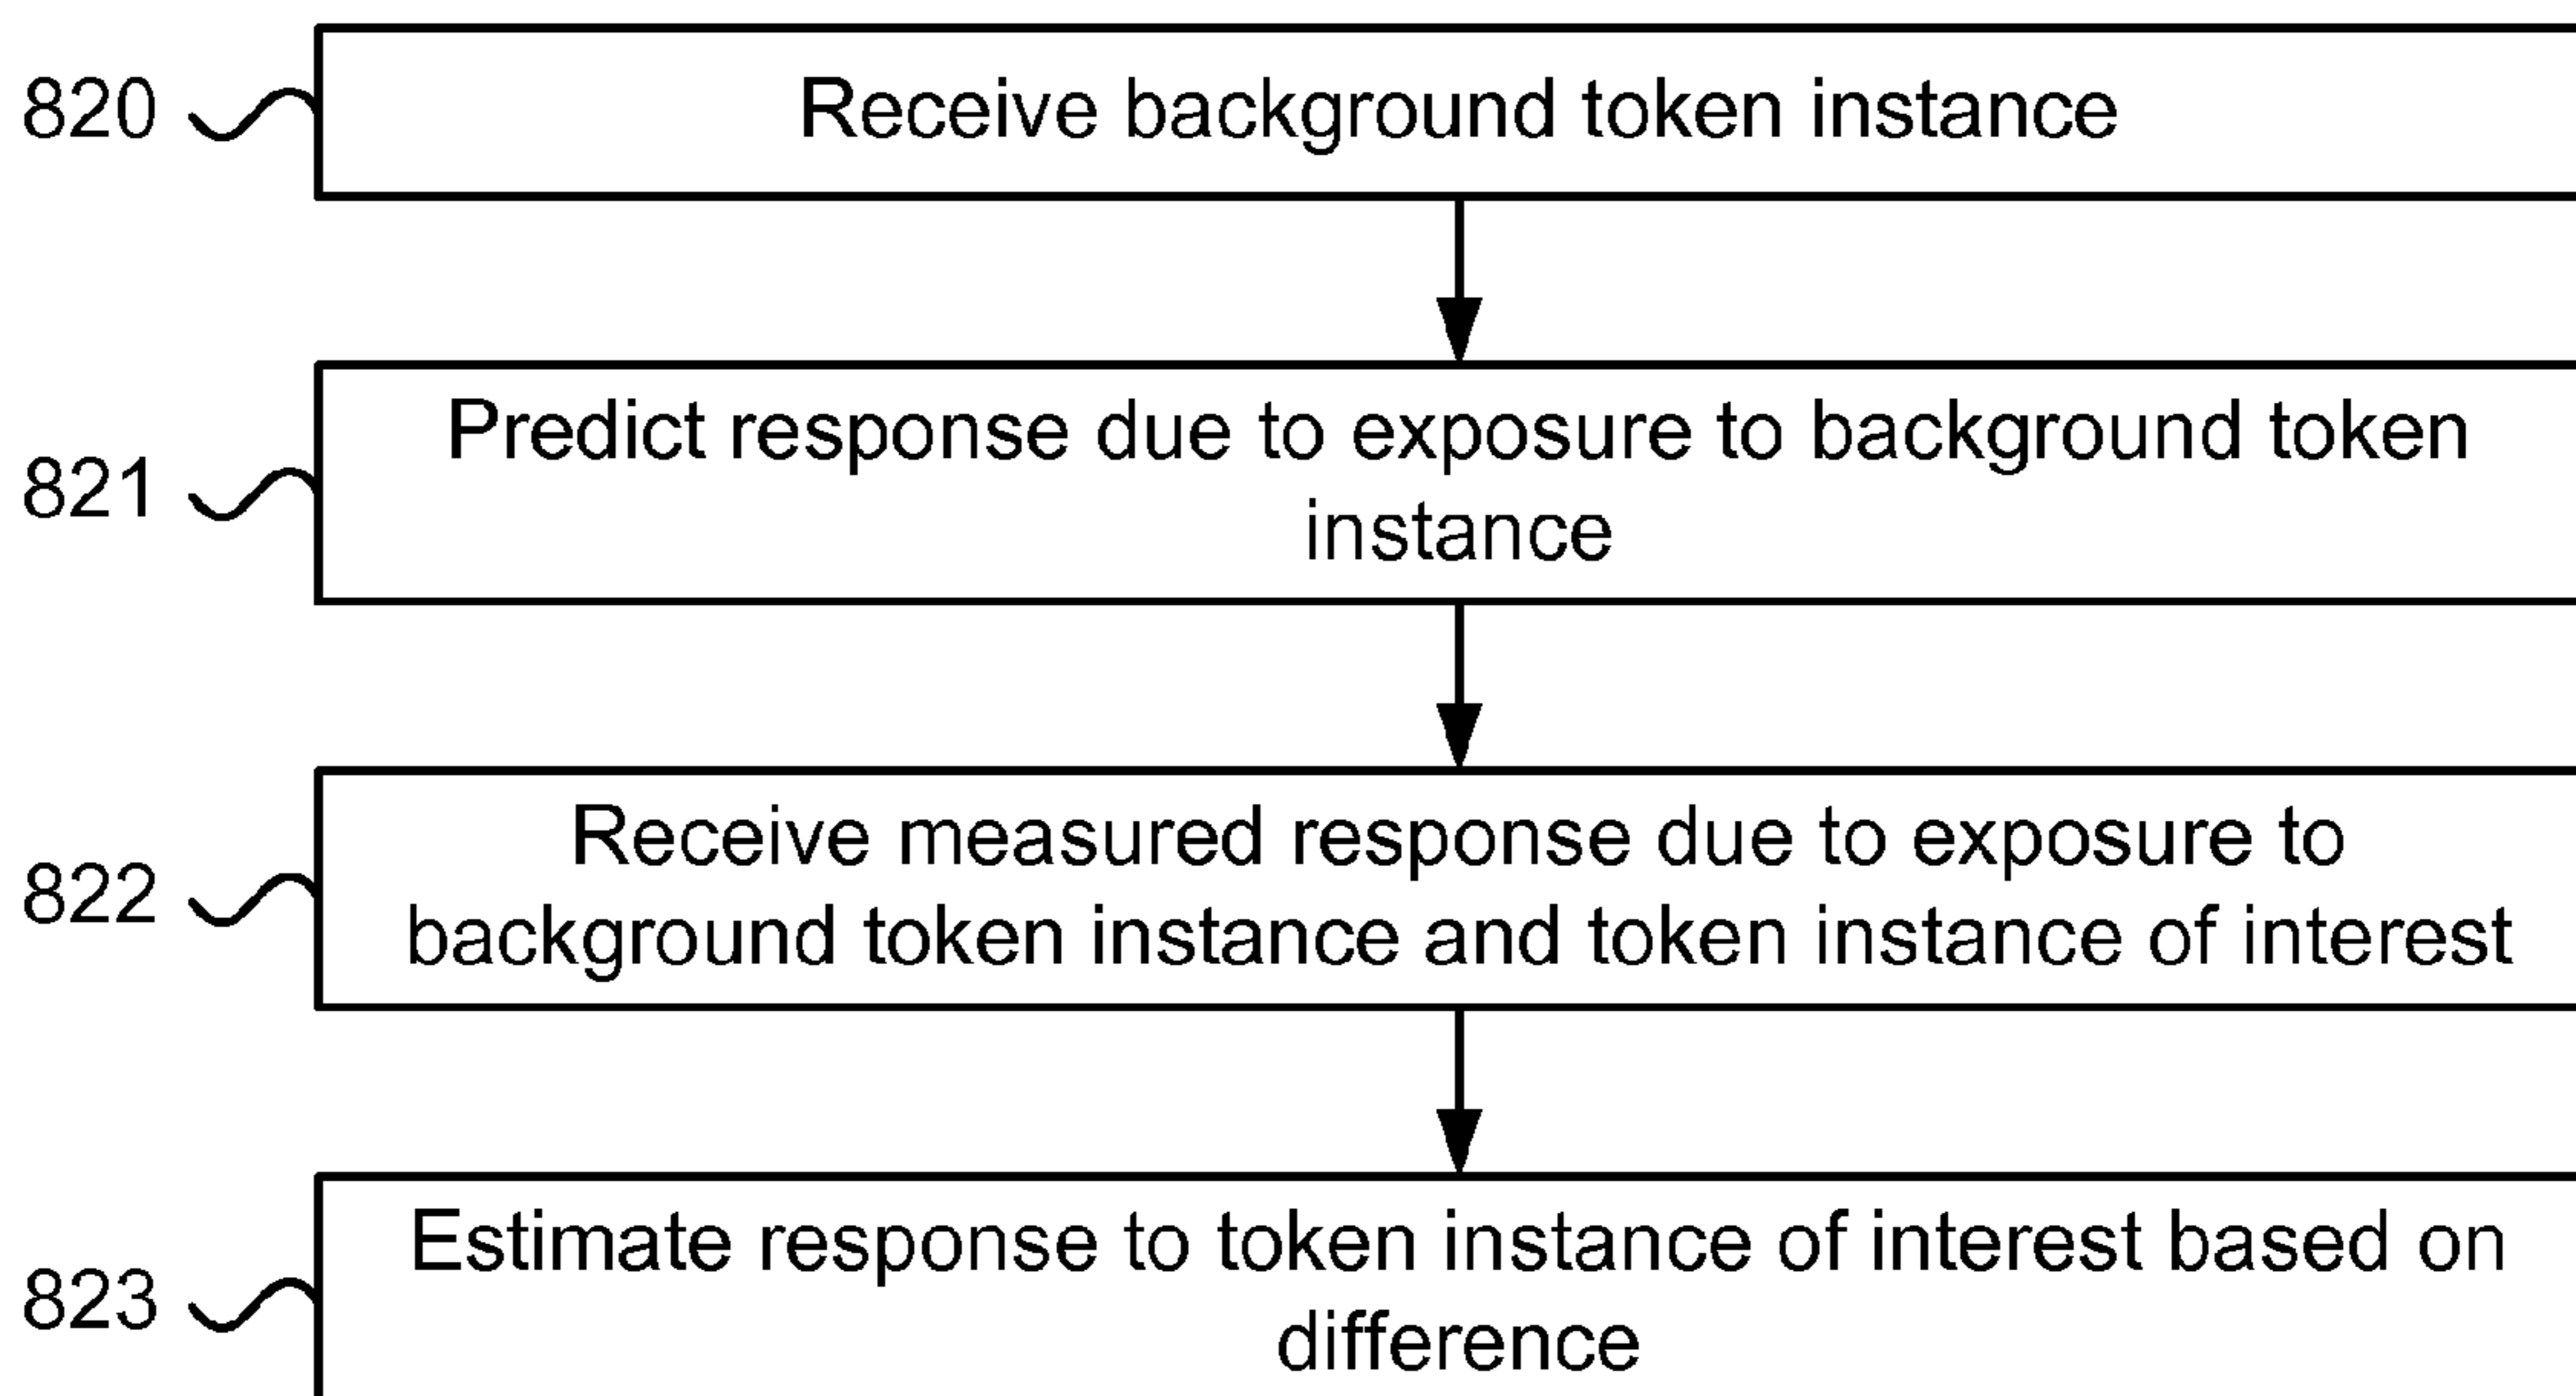 820
Receive background token instance
821
Predict response due to exposure to background token
instance
822
Receive measured response due to exposure to
background token instance and token instance of interest
823
Estimate response to token instance of interest based on
difference